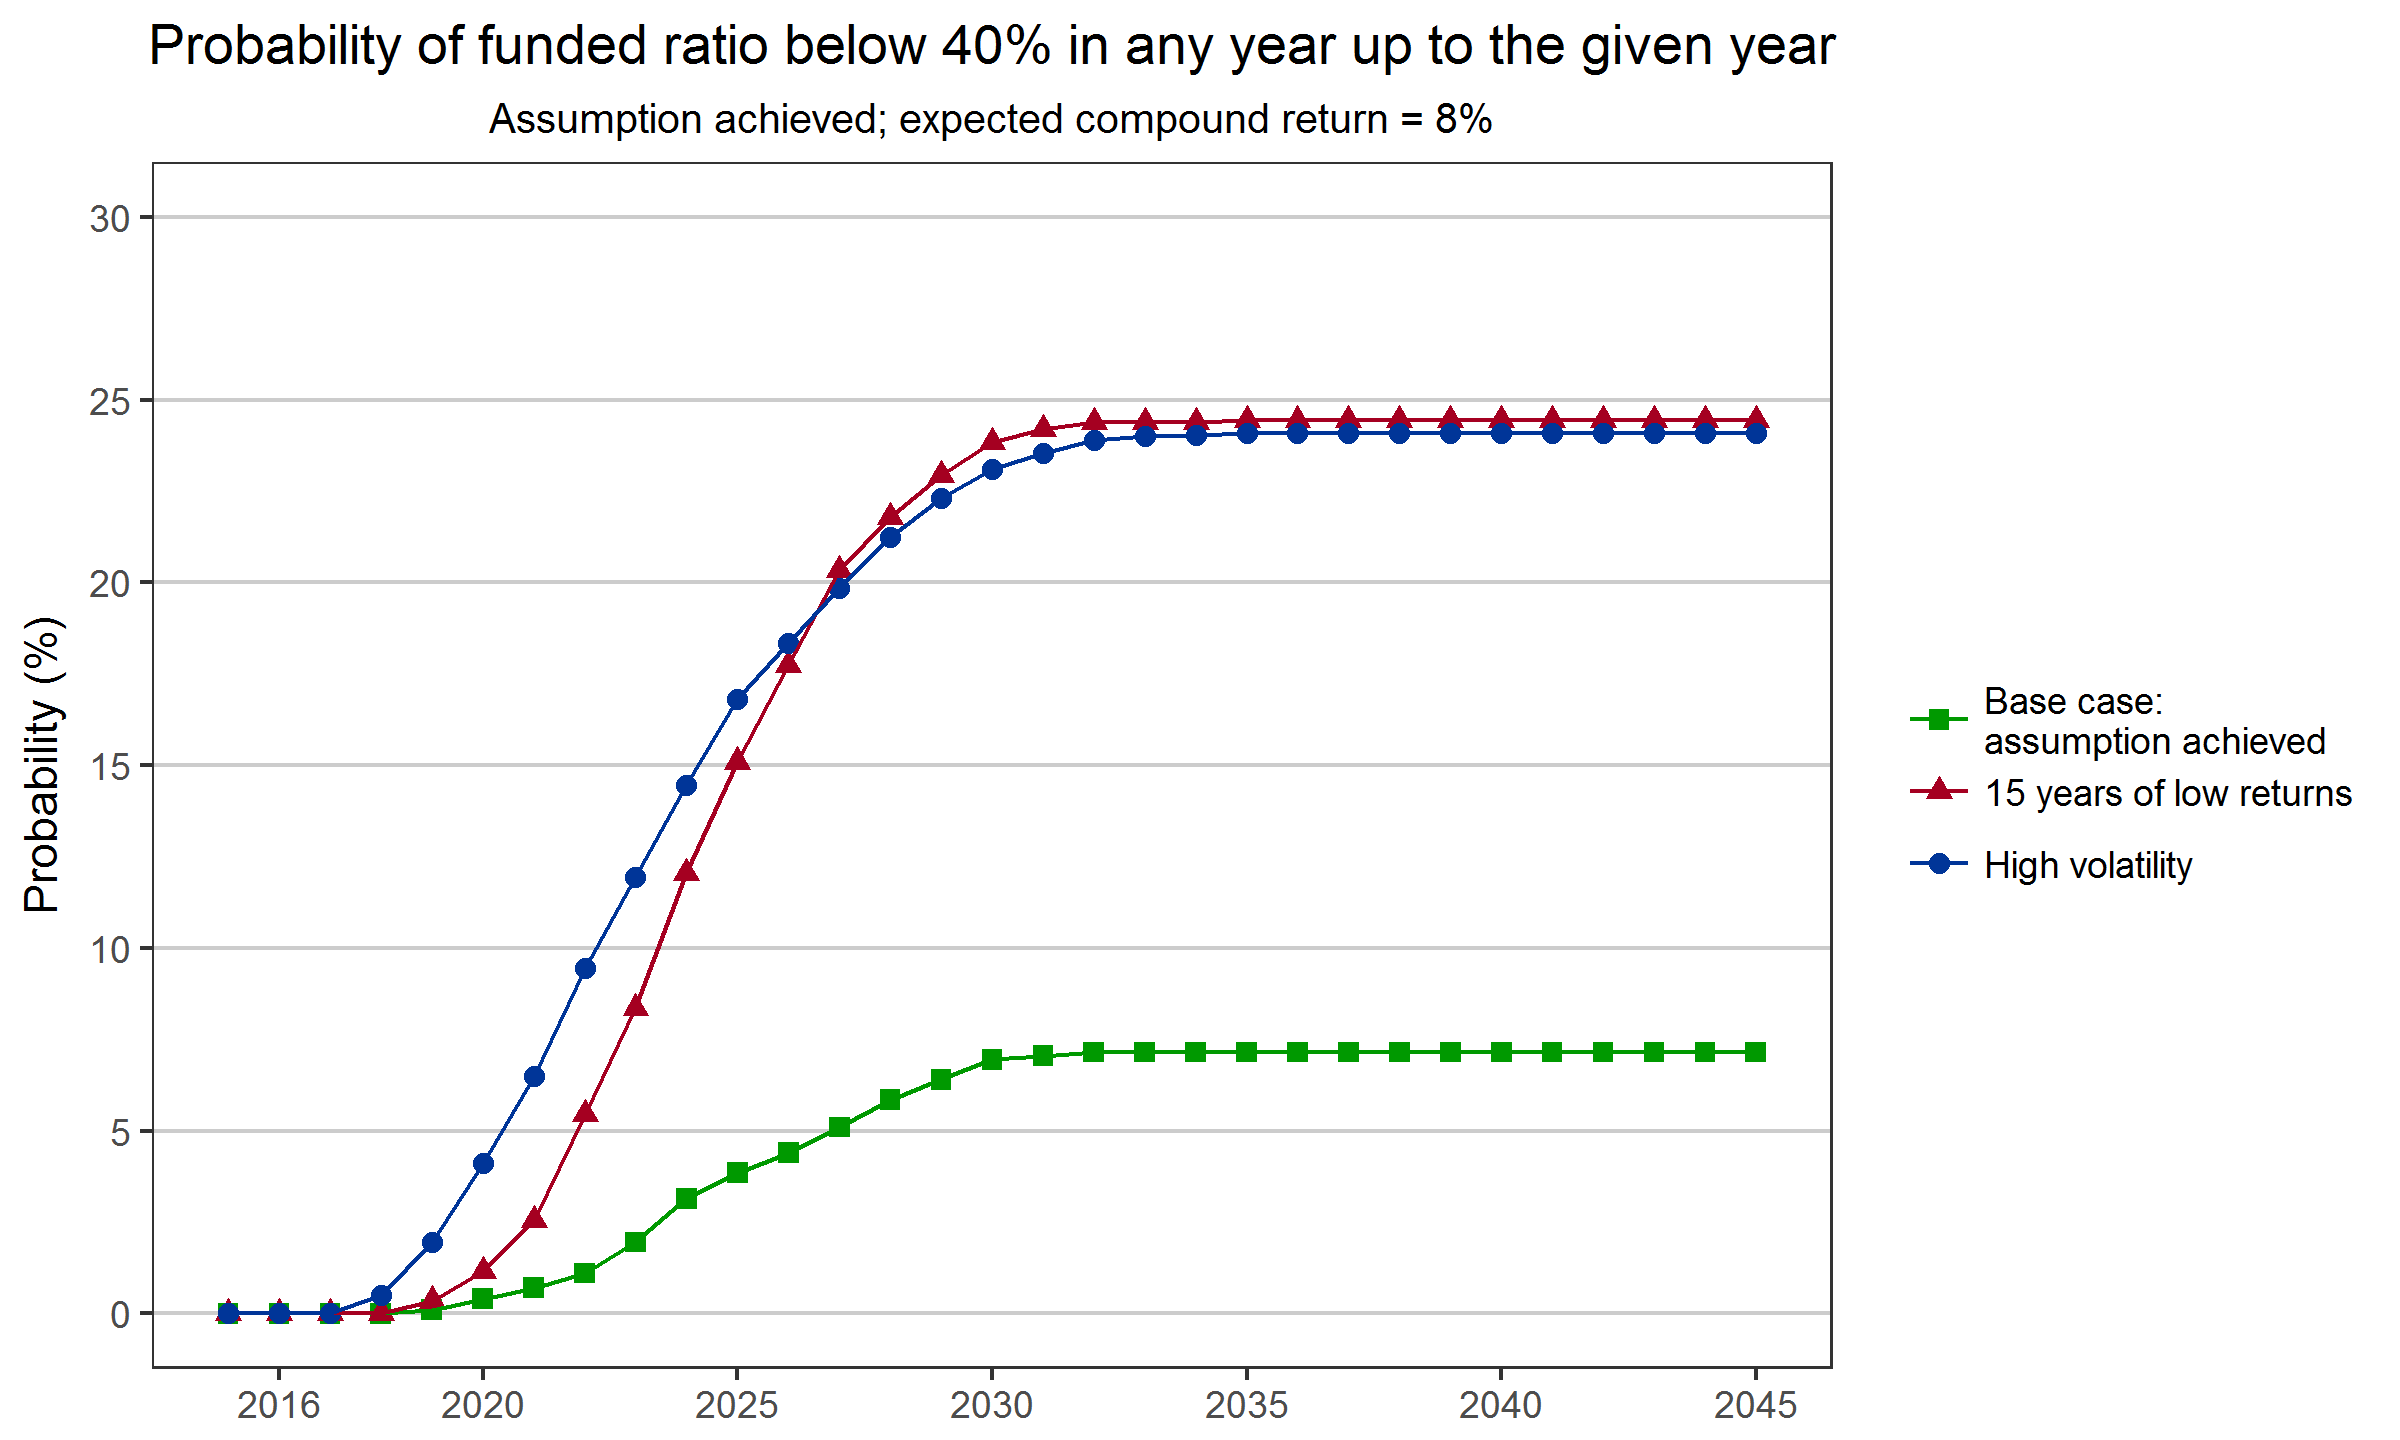 Probability of funded ratio below 40% in any year up to the given year
Assumption achieved; expected compound return = 8%
Probability (%)
30
25
20
15
10
5
0
2016 2020 2025 2030 2035 2040 2045
Base case:
assumption achieved
15 years of low returns
High volatility